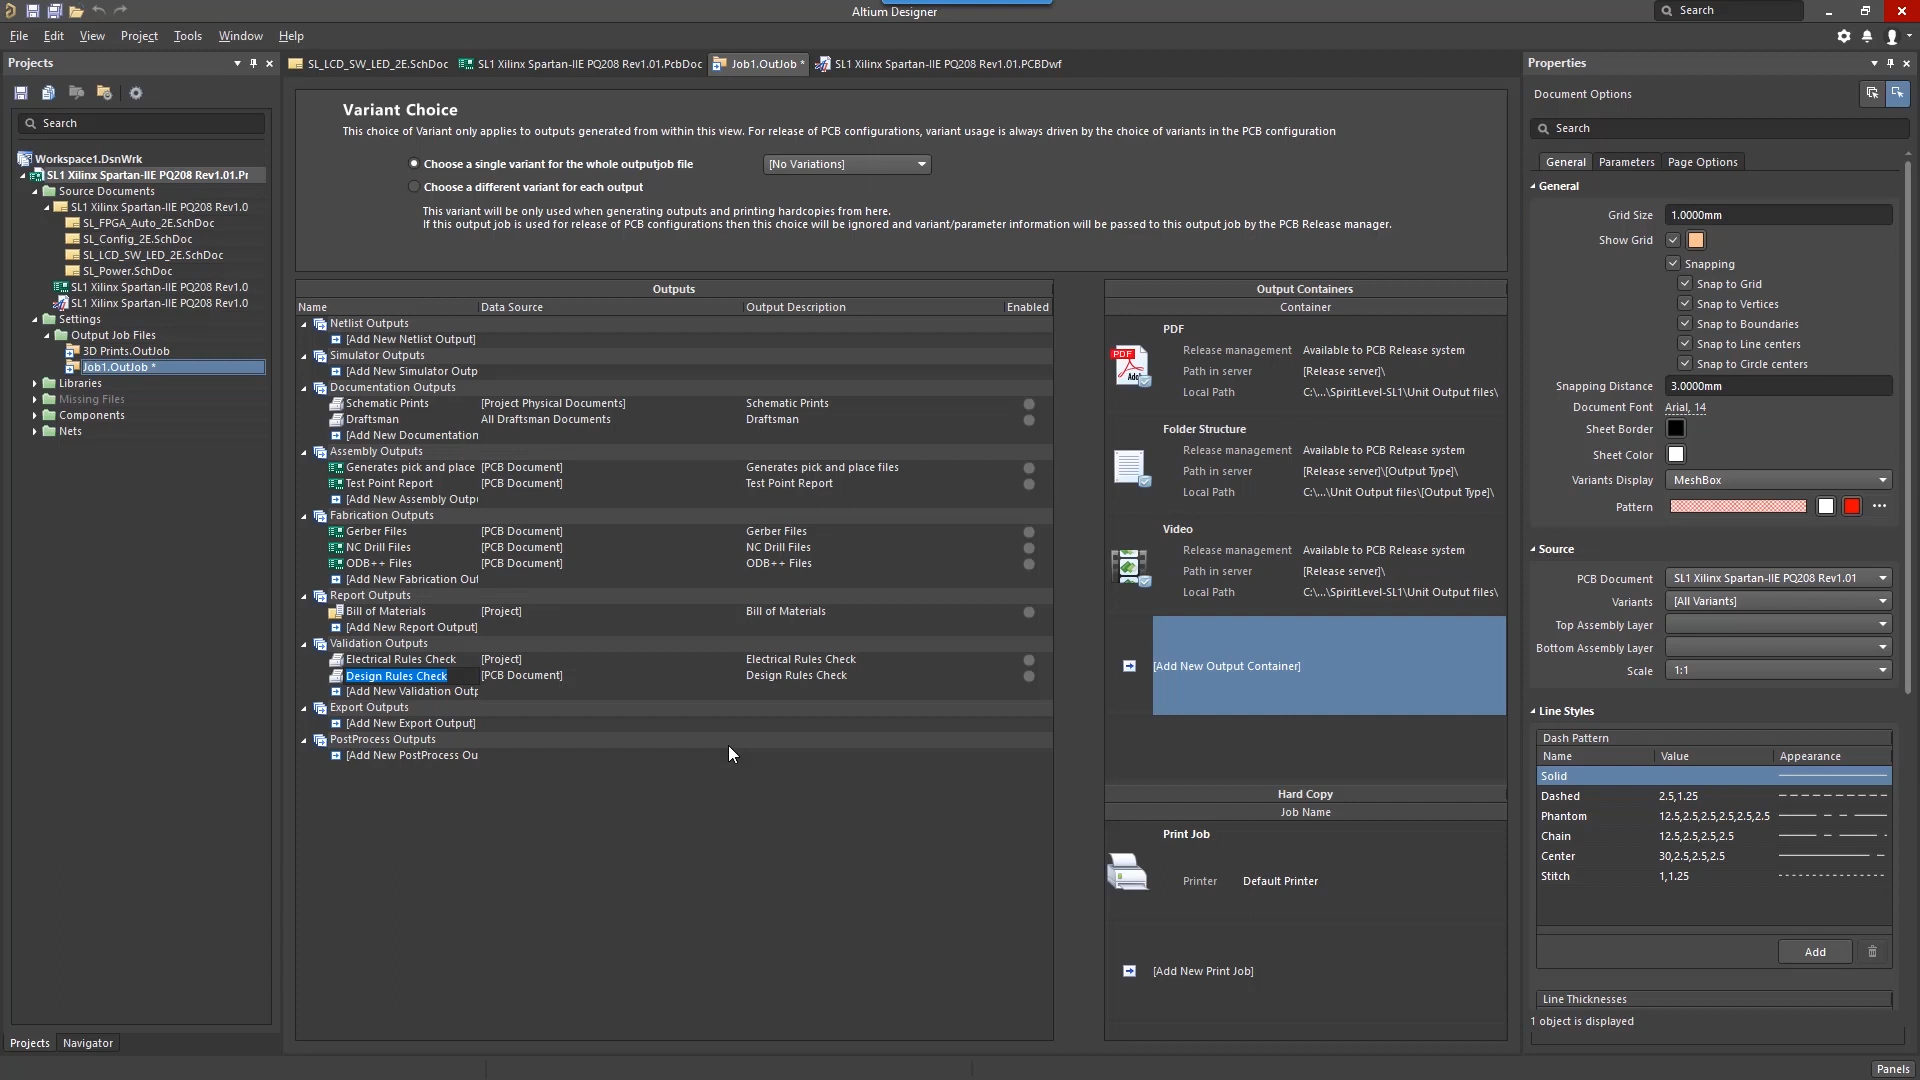 Altium Designer
Search
File Edit View Project Tools Window Help
Projects
SL_LCD_SW_LED_2E.SchDoc SL1 Xilinx Spartan-IIE PQ208 Rev1.01.PcbDoc Job1.OutJob * SL1 Xilinx Spartan-IIE PQ208 Rev1.01.PCBDwf
Search
Workspace1.DsnWrk
SL1 Xilinx Spartan-IIE PQ208 Rev1.01.Pr
Source Documents
SL1 Xilinx Spartan-IIE PQ208 Rev1.0
SL_FPGA_Auto_2E.SchDoc
SL_Config_2E.SchDoc
SL_LCD_SW_LED_2E.SchDoc
SL_Power.SchDoc
SL1 Xilinx Spartan-IIE PQ208 Rev1.0
SL1 Xilinx Spartan-IIE PQ208 Rev1.0
Settings
Output Job Files
3D Prints.OutJob
Job1.OutJob *
Libraries
Missing Files
Components
Nets
Projects Navigator
Variant Choice
This choice of Variant only applies to outputs generated from within this view. For release of PCB configurations, variant usage is always driven by the choice of variants in the PCB configuration
Choose a single variant for the whole outputjob file [No Variations]
Choose a different variant for each output
This variant will be only used when generating outputs and printing hardcopies from here.
If this output job is used for release of PCB configurations then this choice will be ignored and variant/parameter information will be passed to this output job by the PCB Release manager.
Outputs
Name Data Source Output Description Enabled
Netlist Outputs
[Add New Netlist Output]
Simulator Outputs
[Add New Simulator Outp
Documentation Outputs
Schematic Prints [Project Physical Documents] Schematic Prints
Draftsman All Draftsman Documents Draftsman
[Add New Documentation
Assembly Outputs
Generates pick and place [PCB Document] Generates pick and place files
Test Point Report [PCB Document] Test Point Report
[Add New Assembly Outpu
Fabrication Outputs
Gerber Files [PCB Document] Gerber Files
NC Drill Files [PCB Document] NC Drill Files
ODB++ Files [PCB Document] ODB++ Files
[Add New Fabrication Out
Report Outputs
Bill of Materials [Project] Bill of Materials
[Add New Report Output]
Validation Outputs
Electrical Rules Check [Project] Electrical Rules Check
Design Rules Check [PCB Document] Design Rules Check
[Add New Validation Outp
Export Outputs
[Add New Export Output]
PostProcess Outputs
[Add New PostProcess Ou
Output Containers
Container
PDF
PDF
Adob
Release management Available to PCB Release system
Path in server [Release server]\
Local Path C:\...\SpiritLevel-SL1\Unit Output files\
Folder Structure
Release management Available to PCB Release system
Path in server [Release server]\[Output Type]\
Local Path C:\...\Unit Output files\[Output Type]\
Video
Release management Available to PCB Release system
Path in server [Release server]\
Local Path C:\...\SpiritLevel-SL1\Unit Output files\
[Add New Output Container]
Hard Copy
Job Name
Print Job
Printer Default Printer
[Add New Print Job]
Properties
Document Options
Search
General Parameters Page Options
General
Grid Size 1.0000mm
Show Grid
Snapping
Snap to Grid
Snap to Vertices
Snap to Boundaries
Snap to Line centers
Snap to Circle centers
Snapping Distance 3.0000mm
Document Font Arial, 14
Sheet Border
Sheet Color
Variants Display MeshBox
Pattern
Source
PCB Document SL1 Xilinx Spartan-IIE PQ208 Rev1.01
Variants [All Variants]
Top Assembly Layer
Bottom Assembly Layer
Scale 1:1
Line Styles
Dash Pattern
Name Value Appearance
Solid
Dashed 2.5,1.25
Phantom 12.5,2.5,2.5,2.5,2.5,2.5
Chain 12.5,2.5,2.5,2.5
Center 30,2.5,2.5,2.5
Stitch 1,1.25
Add
Line Thicknesses
1 object is displayed
Panels